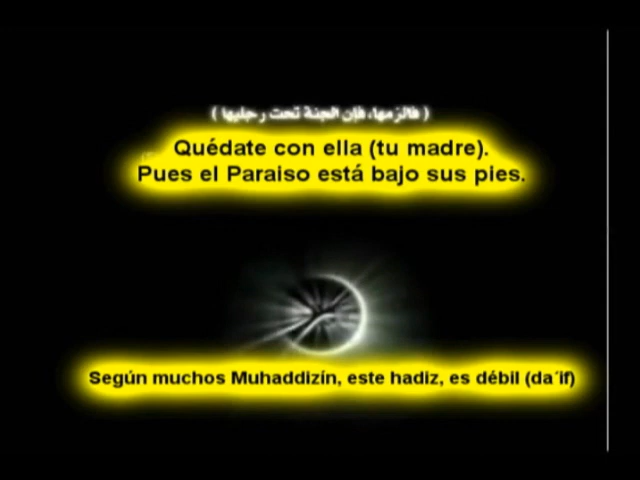 ( فالزمها، فإن الجنة تحت رجليها )
Quédate con ella (tu madre).
Pues el Paraiso está bajo sus pies.
Según muchos Muhaddizín, este hadiz, es débil (da´if)